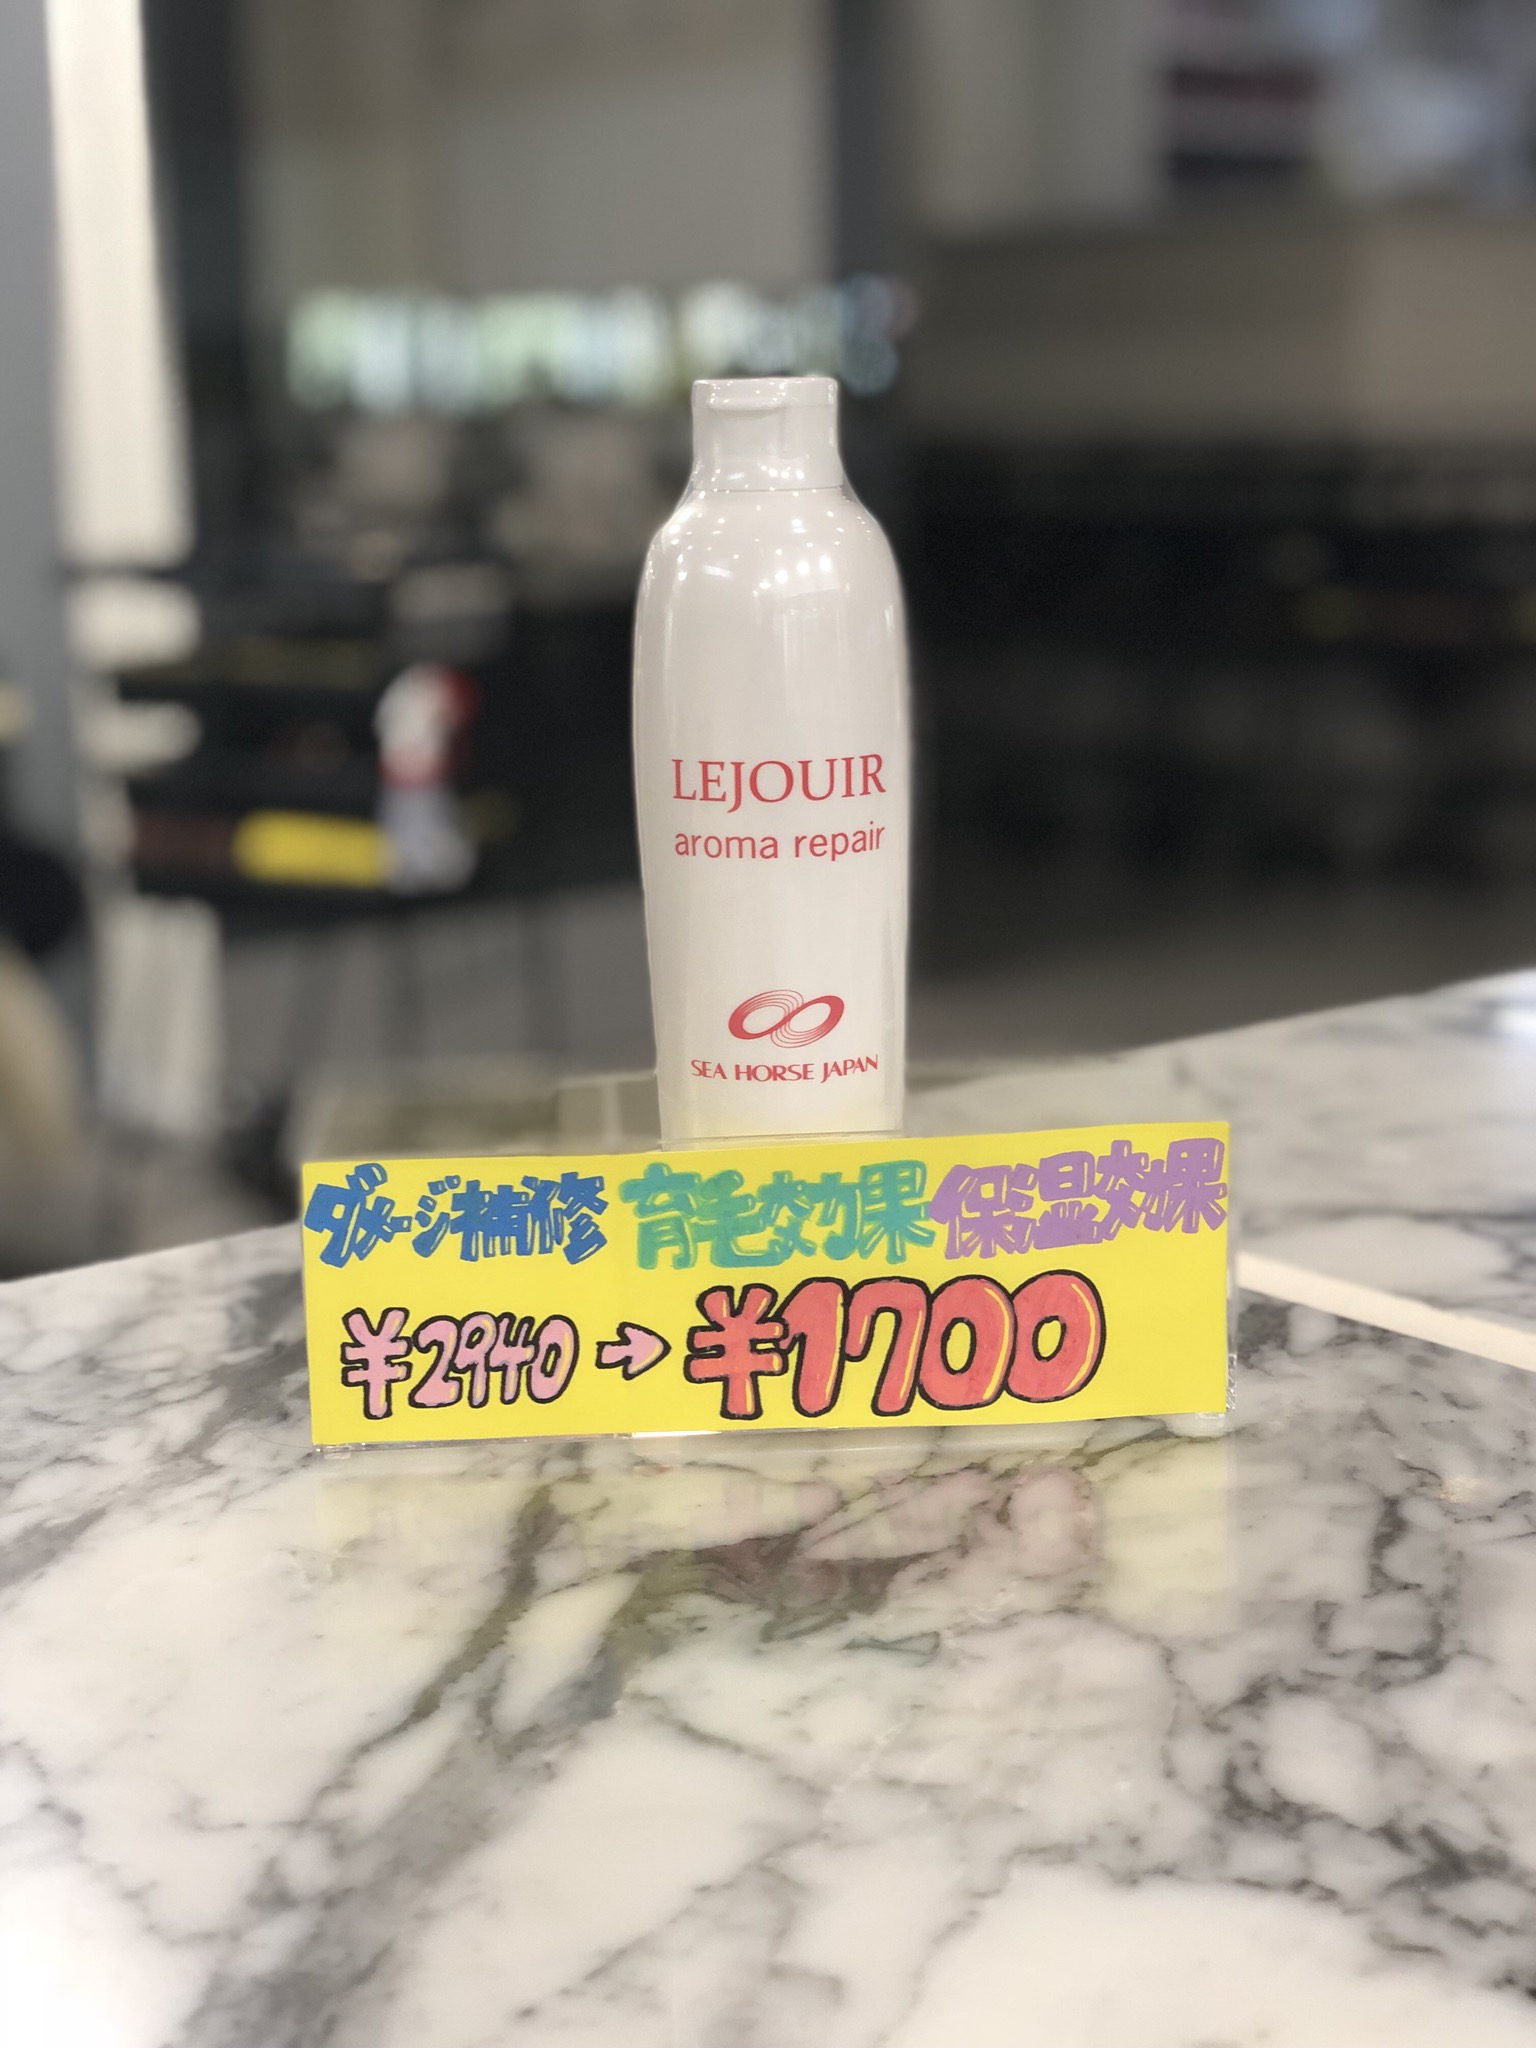 LEJOUIR
aroma repair
SEA HORSE JAPAN
ダメージ補修 育毛効果 保温効果
¥2940→¥1700